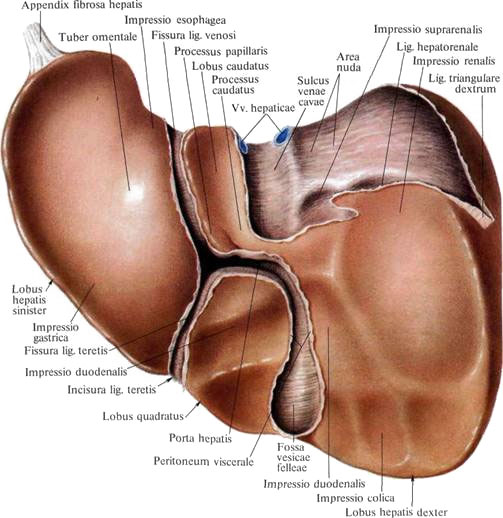 Appendix fibrosa hepatis
Impressio esophagea
Tuber omentale
Fissura lig. venosi
Processus papillaris
Lobus caudatus
Processus
caudatus
Vv. hepaticae
Sulcus
venae
cavae
Area
nuda
Impressio suprarenalis
Lig. hepatorenale
Impressio renalis
Lig. triangulare
dextrum
Lobus
hepatis
sinister
Impressio
gastrica
Fissura lig. teretis
Impressio duodenalis
Incisura lig. teretis
Lobus quadratus
Porta hepatis
Peritoneum viscerale
Fossa
vesicae
felleae
Impressio duodenalis
Impressio colica
Lobus hepatis dexter